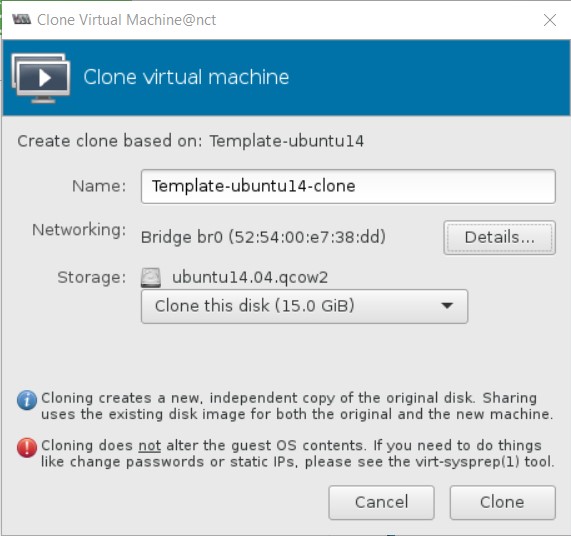 Clone Virtual Machine@nct
Clone virtual machine
Create clone based on: Template-ubuntu14
Name: Template-ubuntu14-clone
Networking: Bridge br0 (52:54:00:e7:38:dd) Details...
Storage: ubuntu14.04.qcow2
Clone this disk (15.0 GiB)
Cloning creates a new, independent copy of the original disk. Sharing
uses the existing disk image for both the original and the new machine.
Cloning does not alter the guest OS contents. If you need to do things
like change passwords or static IPs, please see the virt-sysprep(1) tool.
Cancel Clone